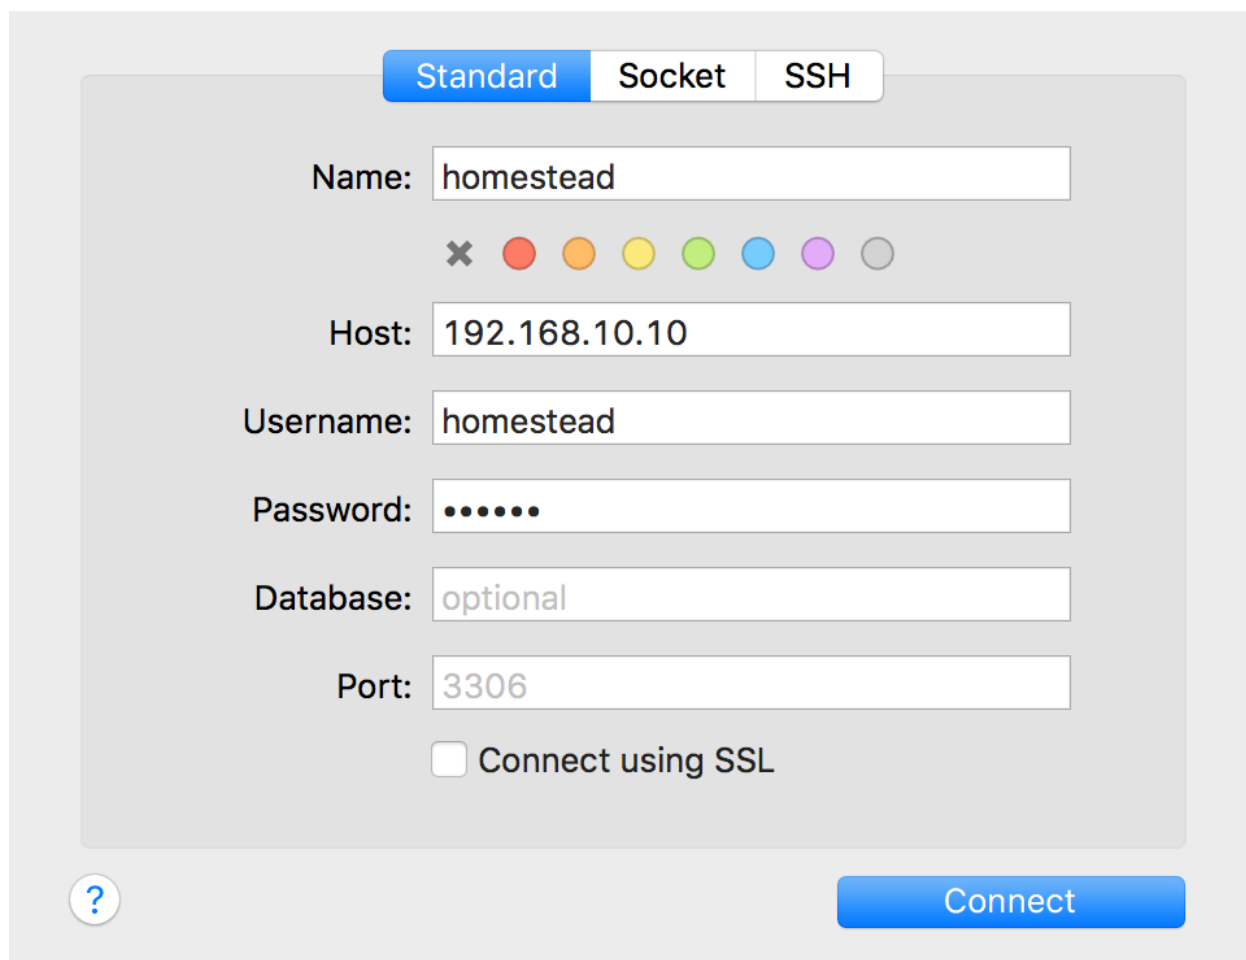 Standard Socket SSH
Name: homestead
Host: 192.168.10.10
Username: homestead
Password: ••••••
Database: optional
Port: 3306
Connect using SSL
? Connect